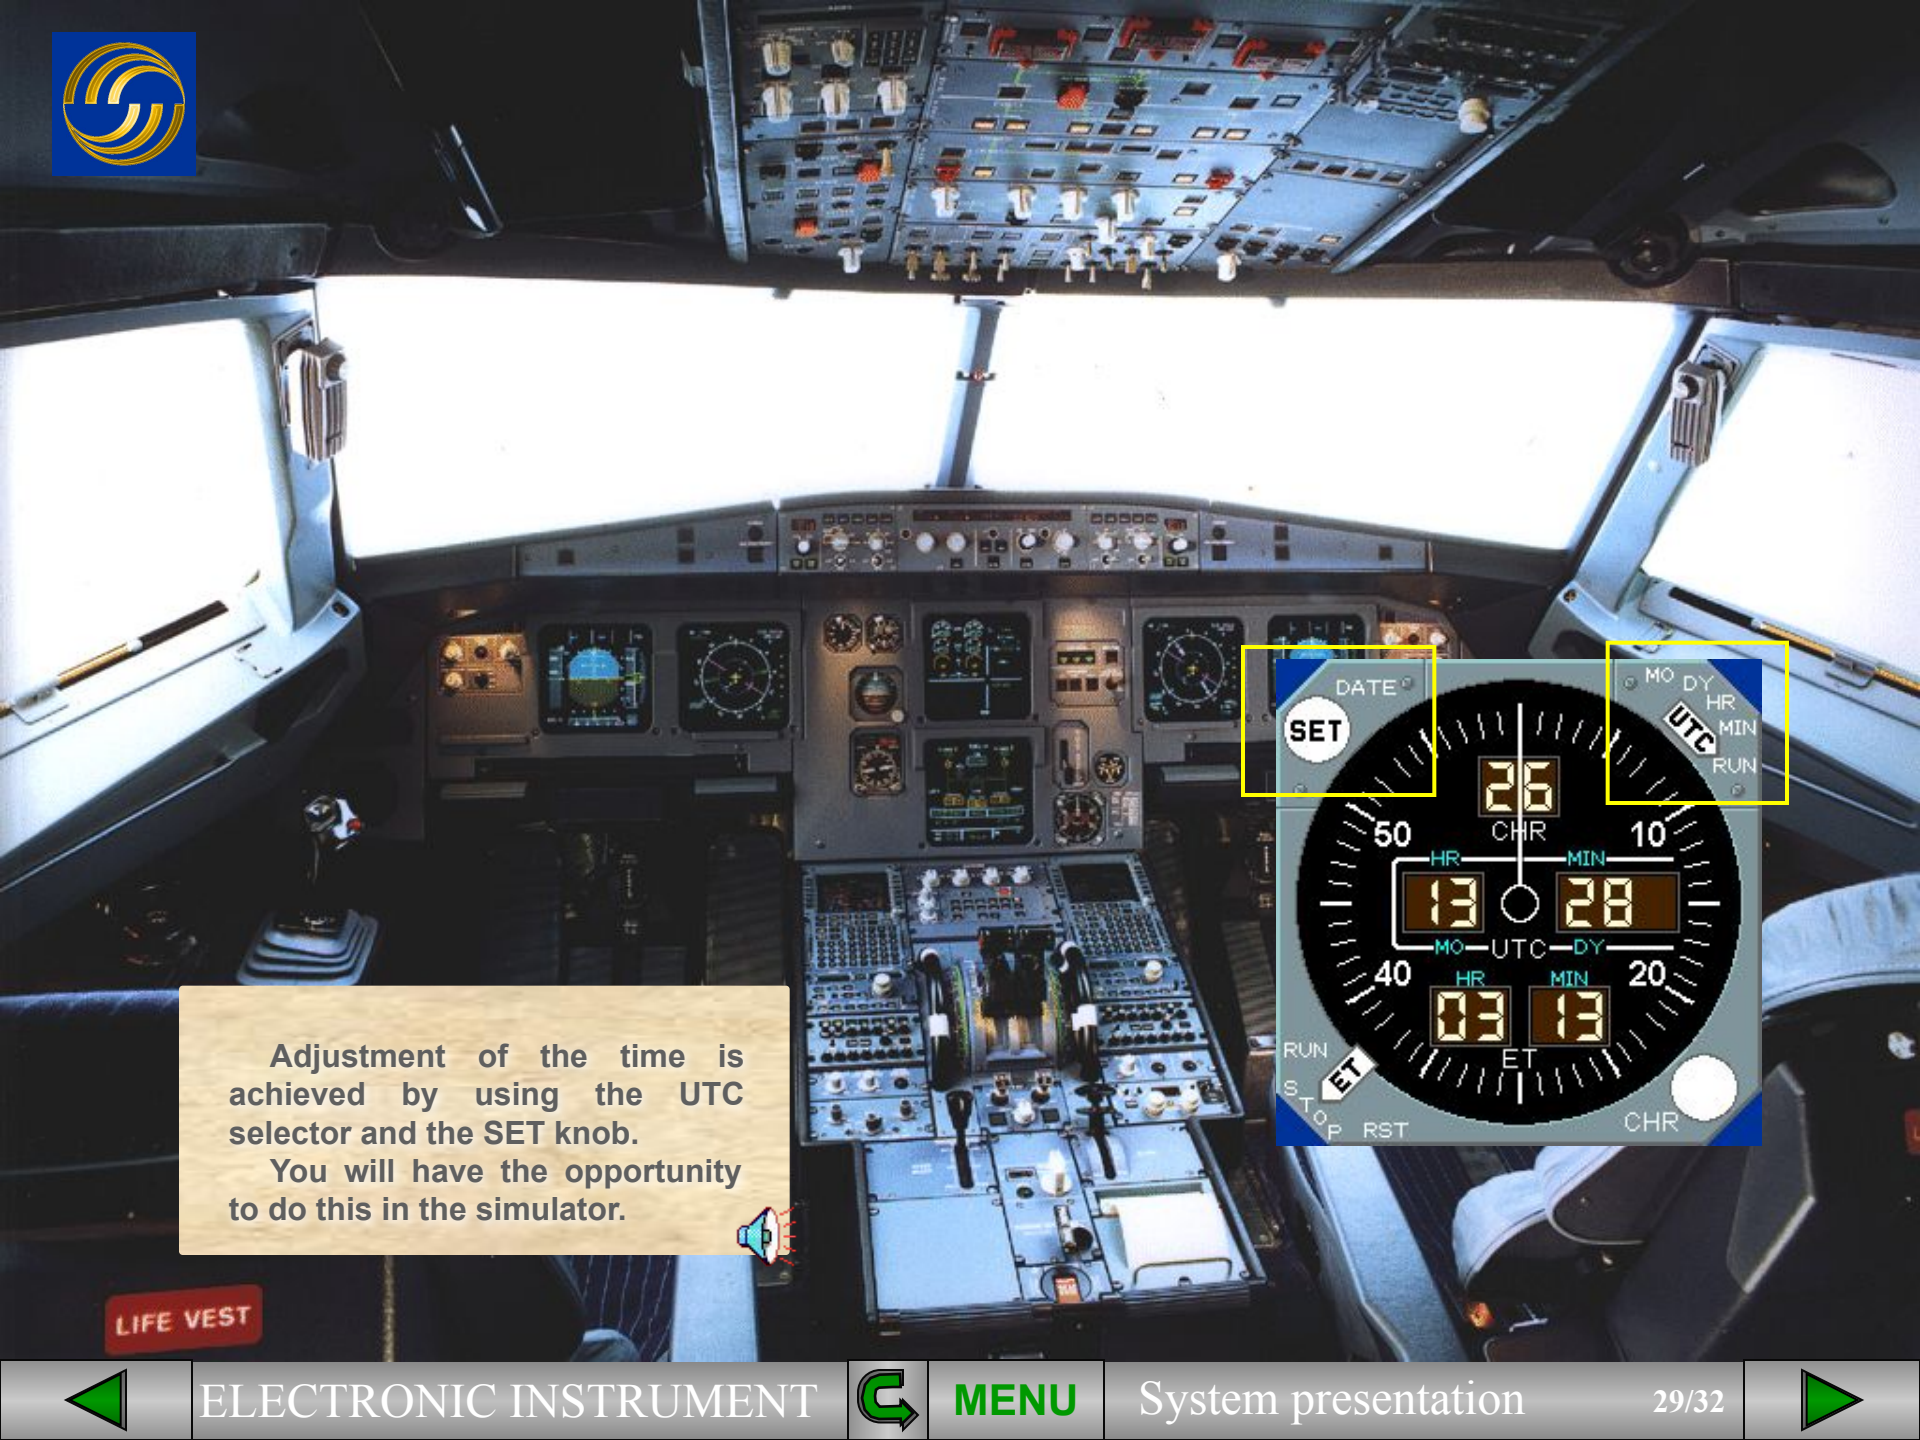 DATE
SET
MO
DY
HR
UTC
MIN
RUN
26
CHR
50
10
HR
MIN
13
28
MO
UTC
DY
40
HR
MIN
20
03
13
ET
RUN
ET
STOP
RST
CHR
Adjustment of the time is
achieved by using the UTC
selector and the SET knob.
You will have the opportunity
to do this in the simulator.
LIFE VEST
ELECTRONIC INSTRUMENT
MENU
System presentation
29/32